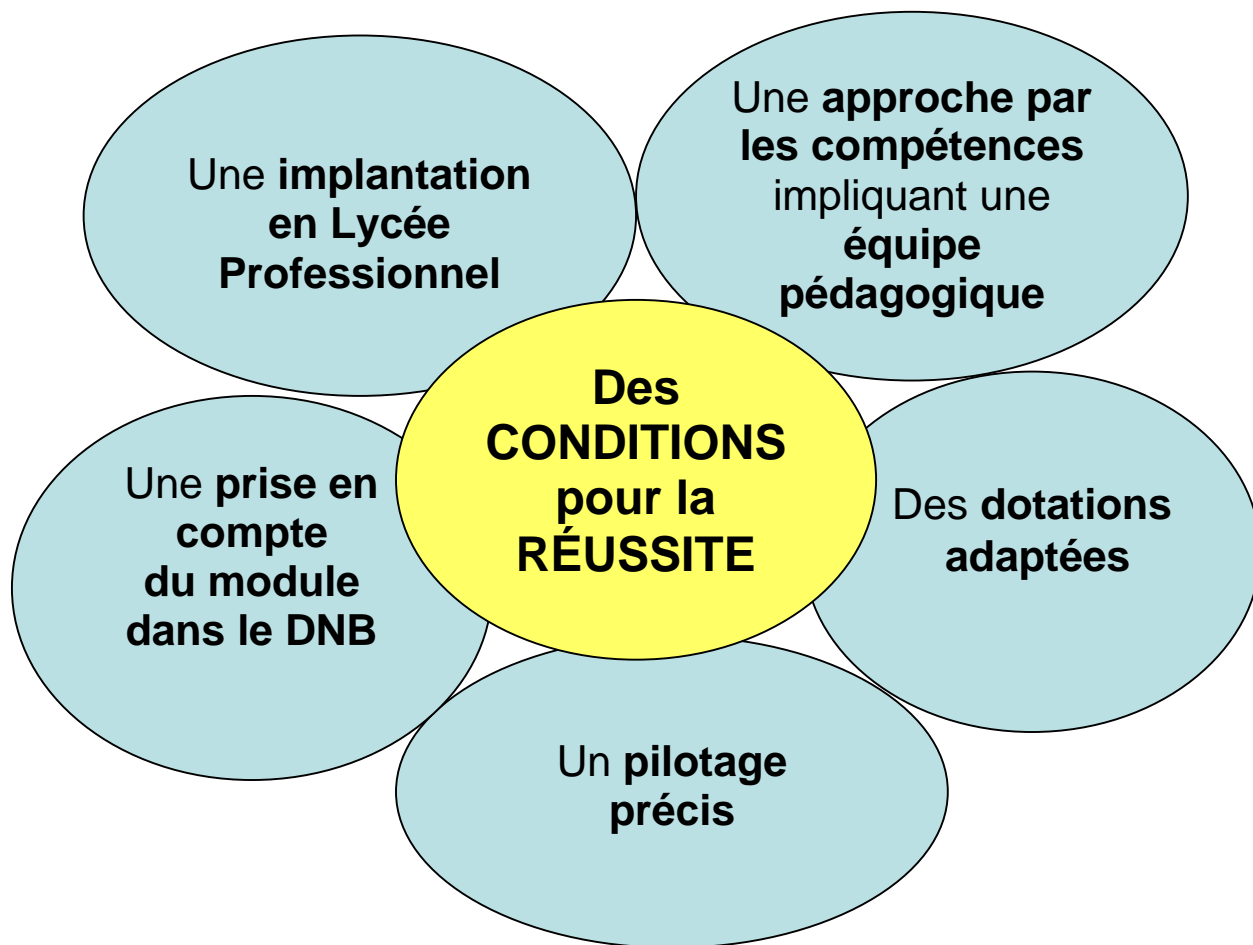 Une implantation
en Lycée
Professionnel
Une approche par
les compétences
impliquant une
équipe
pédagogique
Des
CONDITIONS
pour la
RÉUSSITE
Une prise en
compte
du module
dans le DNB
Des dotations
adaptées
Un pilotage
précis